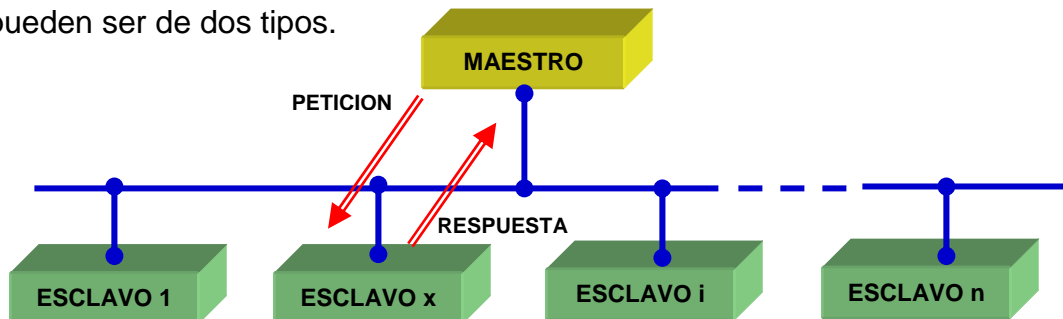 pueden ser de dos tipos.
MAESTRO
PETICION
RESPUESTA
ESCLAVO 1
ESCLAVO x
ESCLAVO i
ESCLAVO n